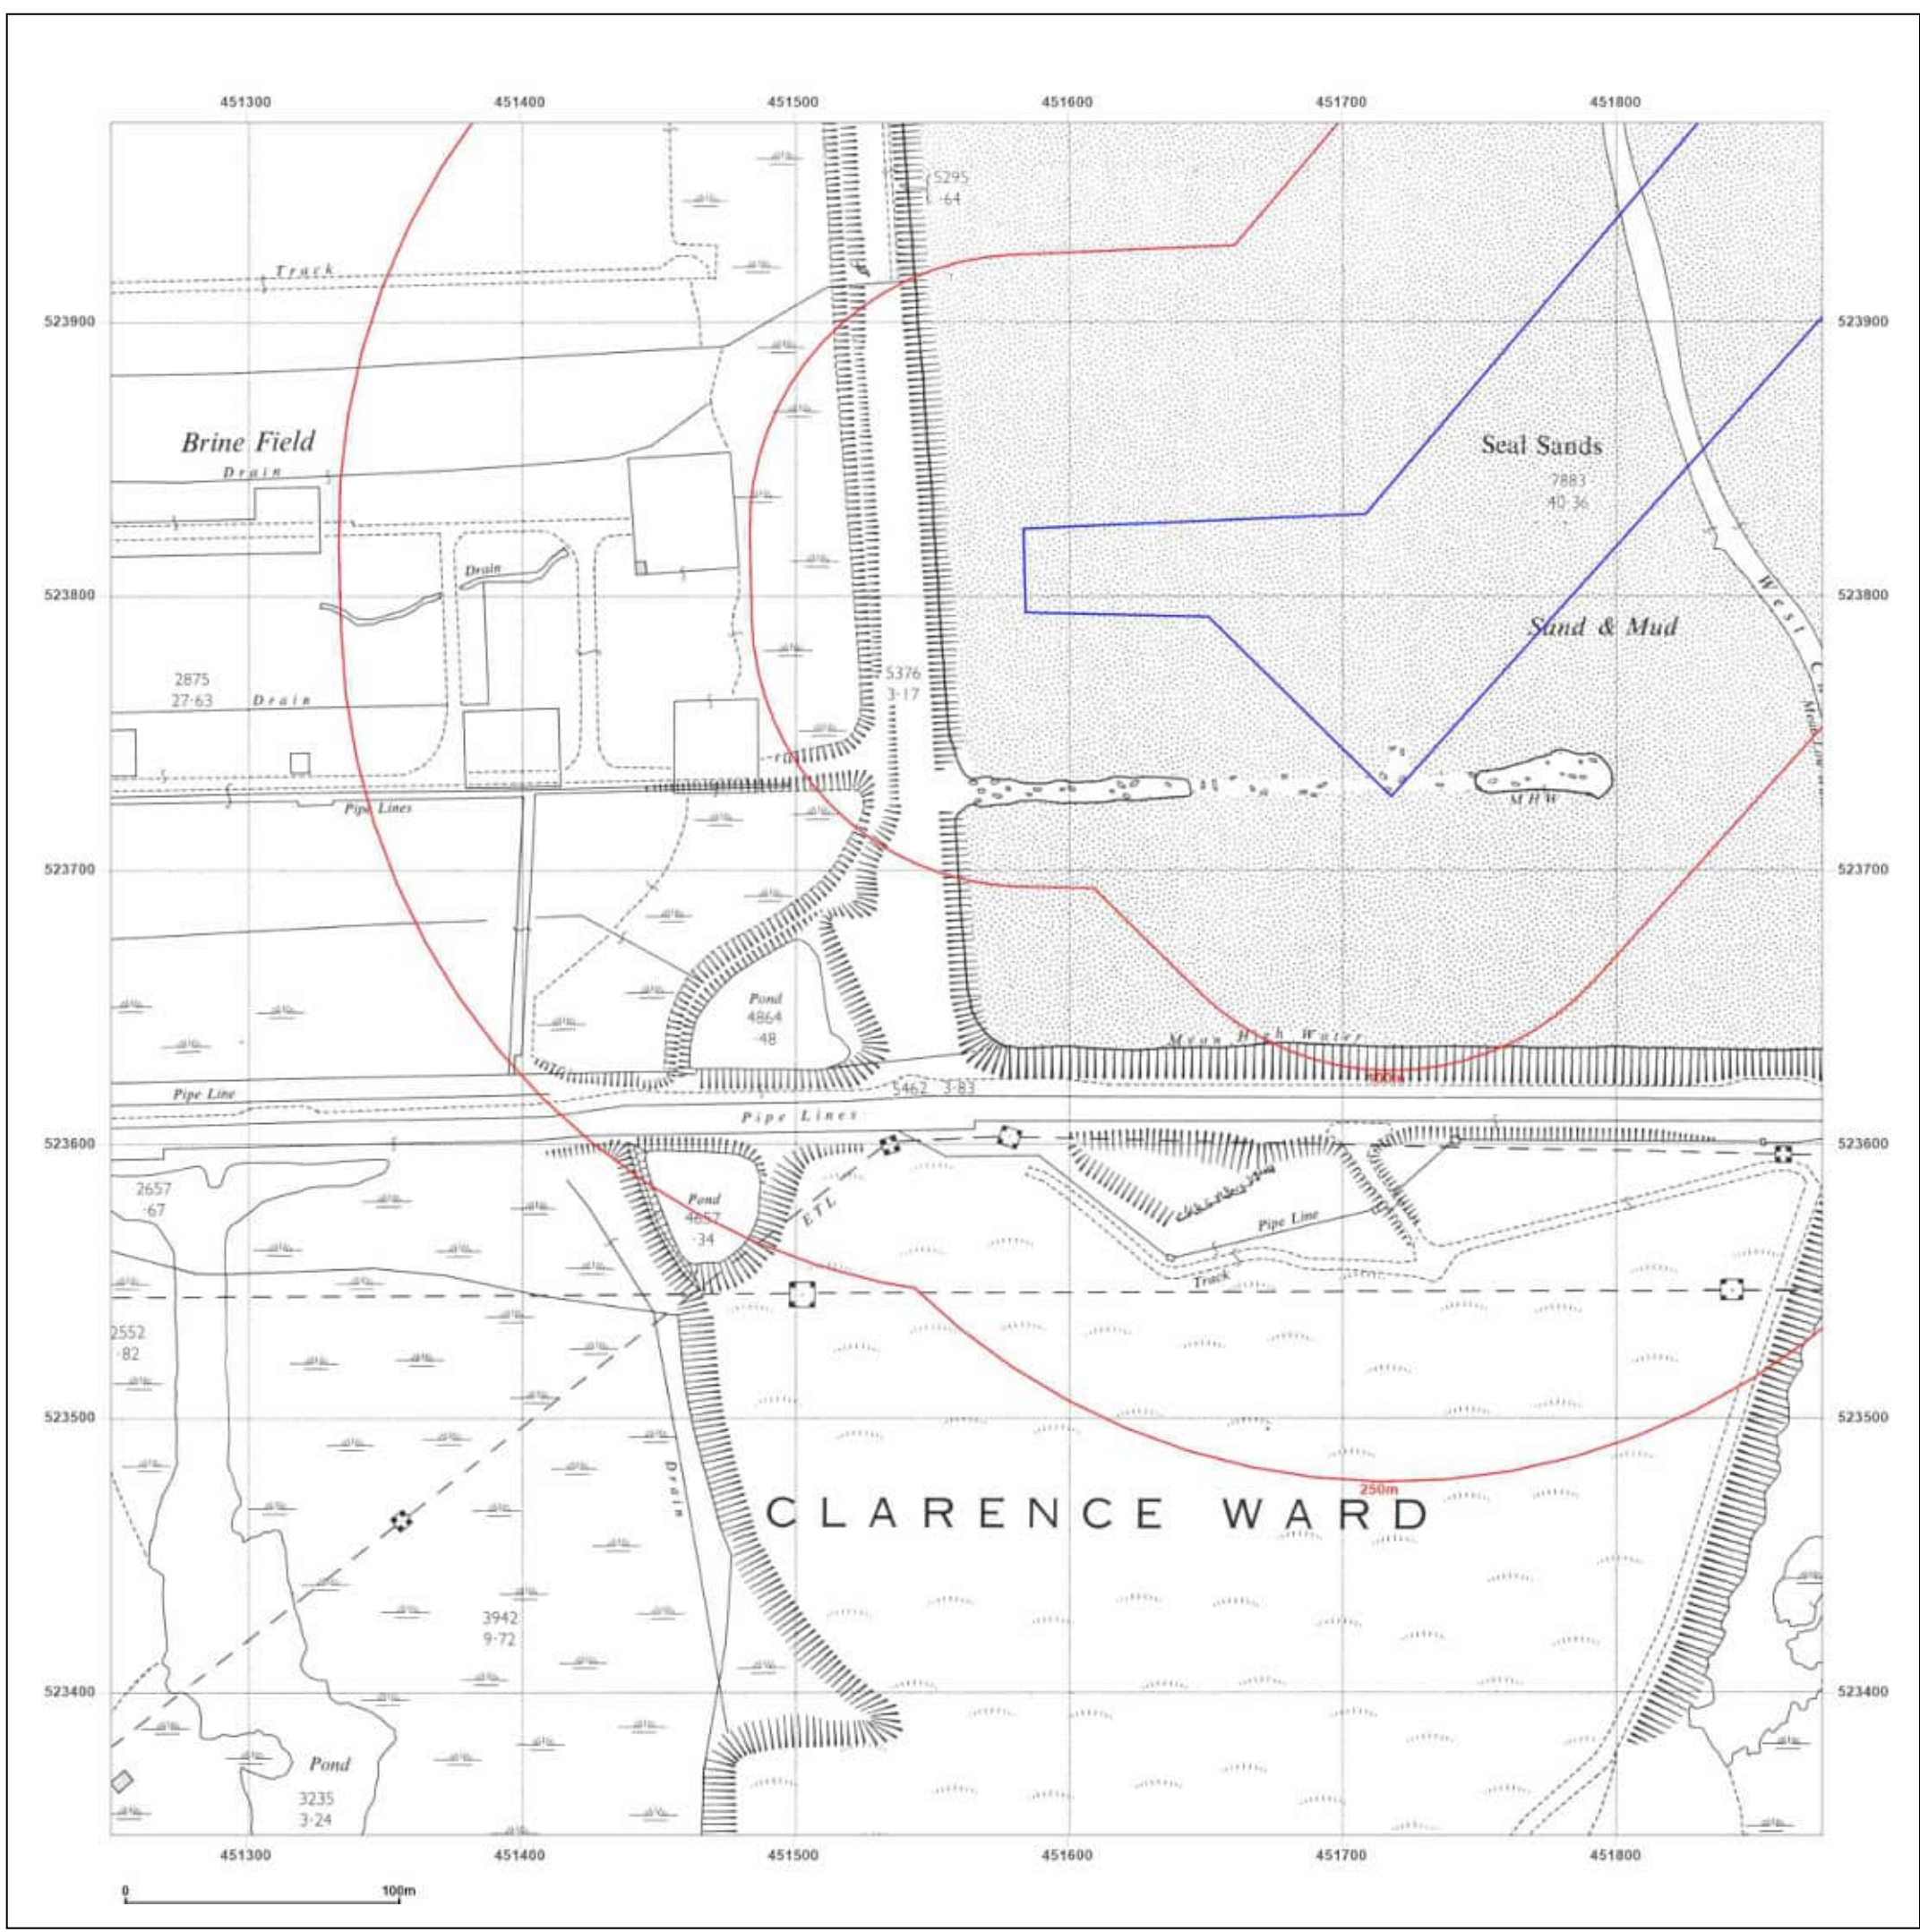 451300 451400 451500 451600 451700 451800
5295
·64
Track
523900 523900
Brine Field
Drain
Seal Sands
7883
40·36
Drain
523800 523800
West
Sand & Mud
2875
27·63
Drain
5376
3·17
Pipe Lines
MHW
523700 523700
Pond
4864
·48
Mean High Water
100m
Pipe Line
5462 3·83
Pipe Lines
523600 523600
2657
·67
Pond
4657
·34
ETL
Pipe Line
Track
2552
·82
523500 523500
Drain
250m
CLARENCE WARD
3942
9·72
523400 523400
Pond
3235
3·24
451300 451400 451500 451600 451700 451800
0 100m